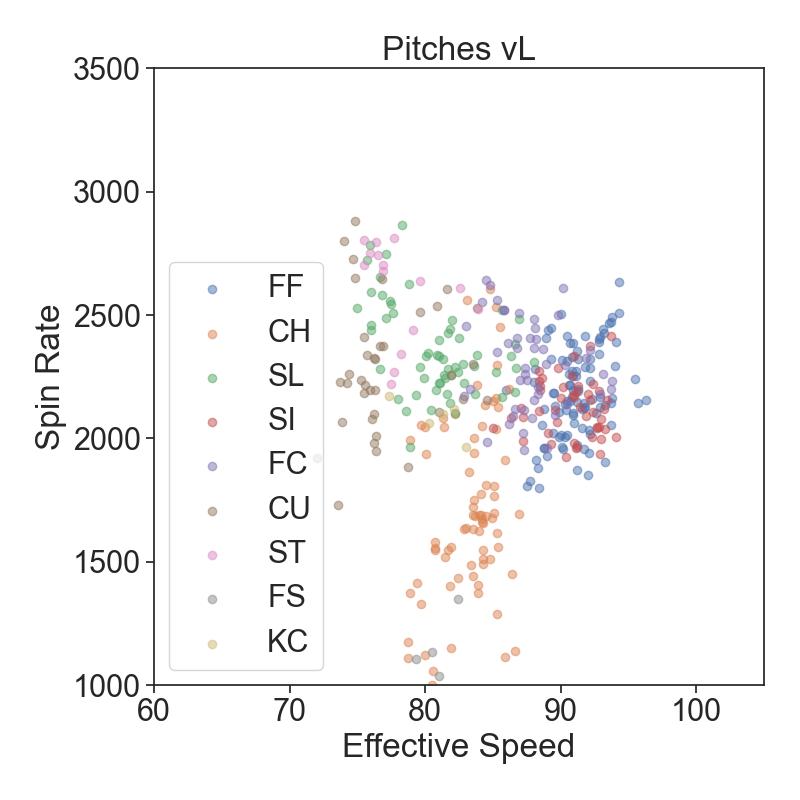 Pitches vL
3500
3000
2500
2000
1500
1000
Spin Rate
FF
CH
SL
SI
FC
CU
ST
FS
KC
60 70 80 90 100
Effective Speed